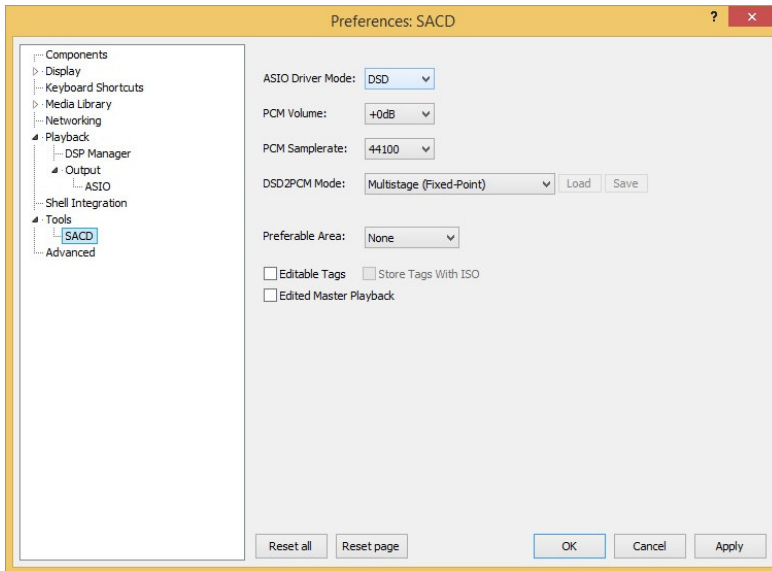 Preferences: SACD
?
Components
Display
Keyboard Shortcuts
Media Library
Networking
Playback
DSP Manager
Output
ASIO
Shell Integration
Tools
SACD
Advanced
ASIO Driver Mode: DSD
PCM Volume: +0dB
PCM Samplerate: 44100
DSD2PCM Mode: Multistage (Fixed-Point) Load Save
Preferable Area: None
Editable Tags Store Tags With ISO
Edited Master Playback
Reset all Reset page OK Cancel Apply